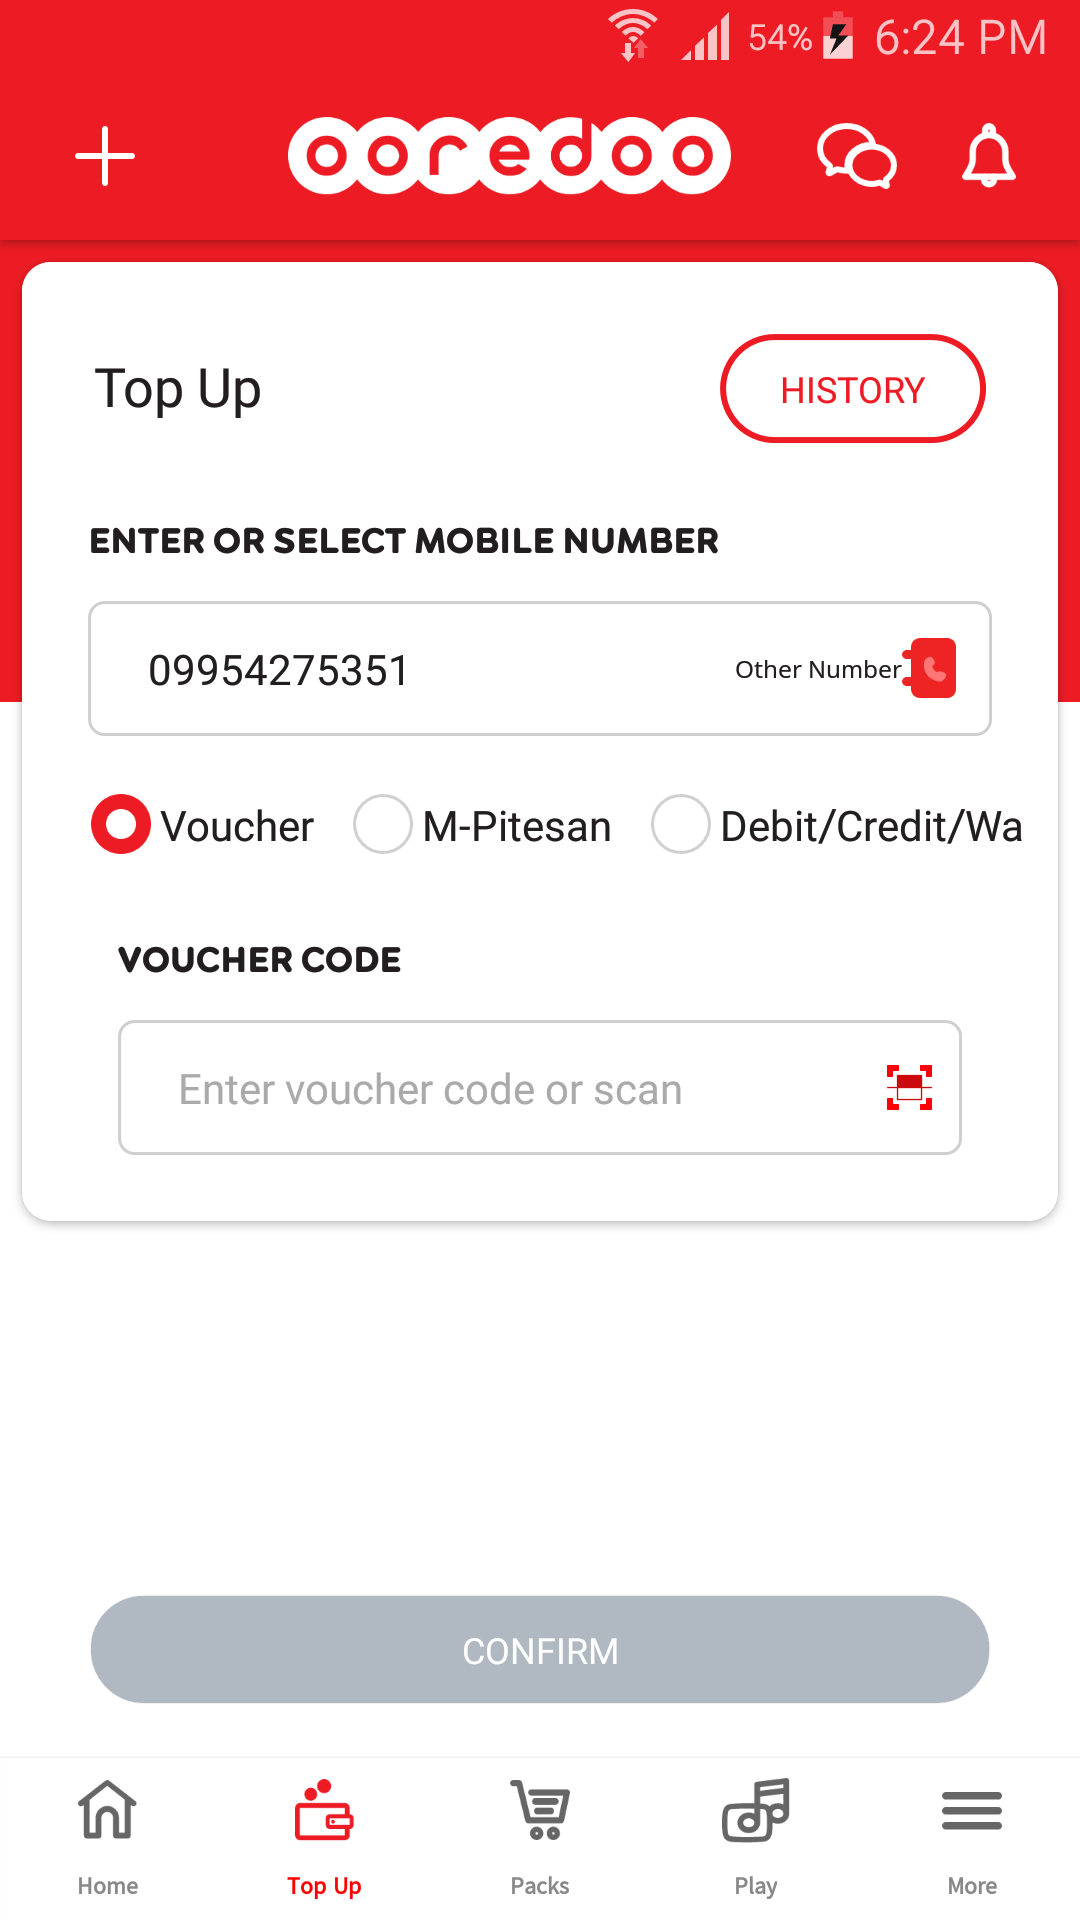 54% 6:24 PM
ooredoo
Top Up
HISTORY
ENTER OR SELECT MOBILE NUMBER
09954275351 Other Number
Voucher M-Pitesan Debit/Credit/Wa
VOUCHER CODE
Enter voucher code or scan
CONFIRM
Home Top Up Packs Play More